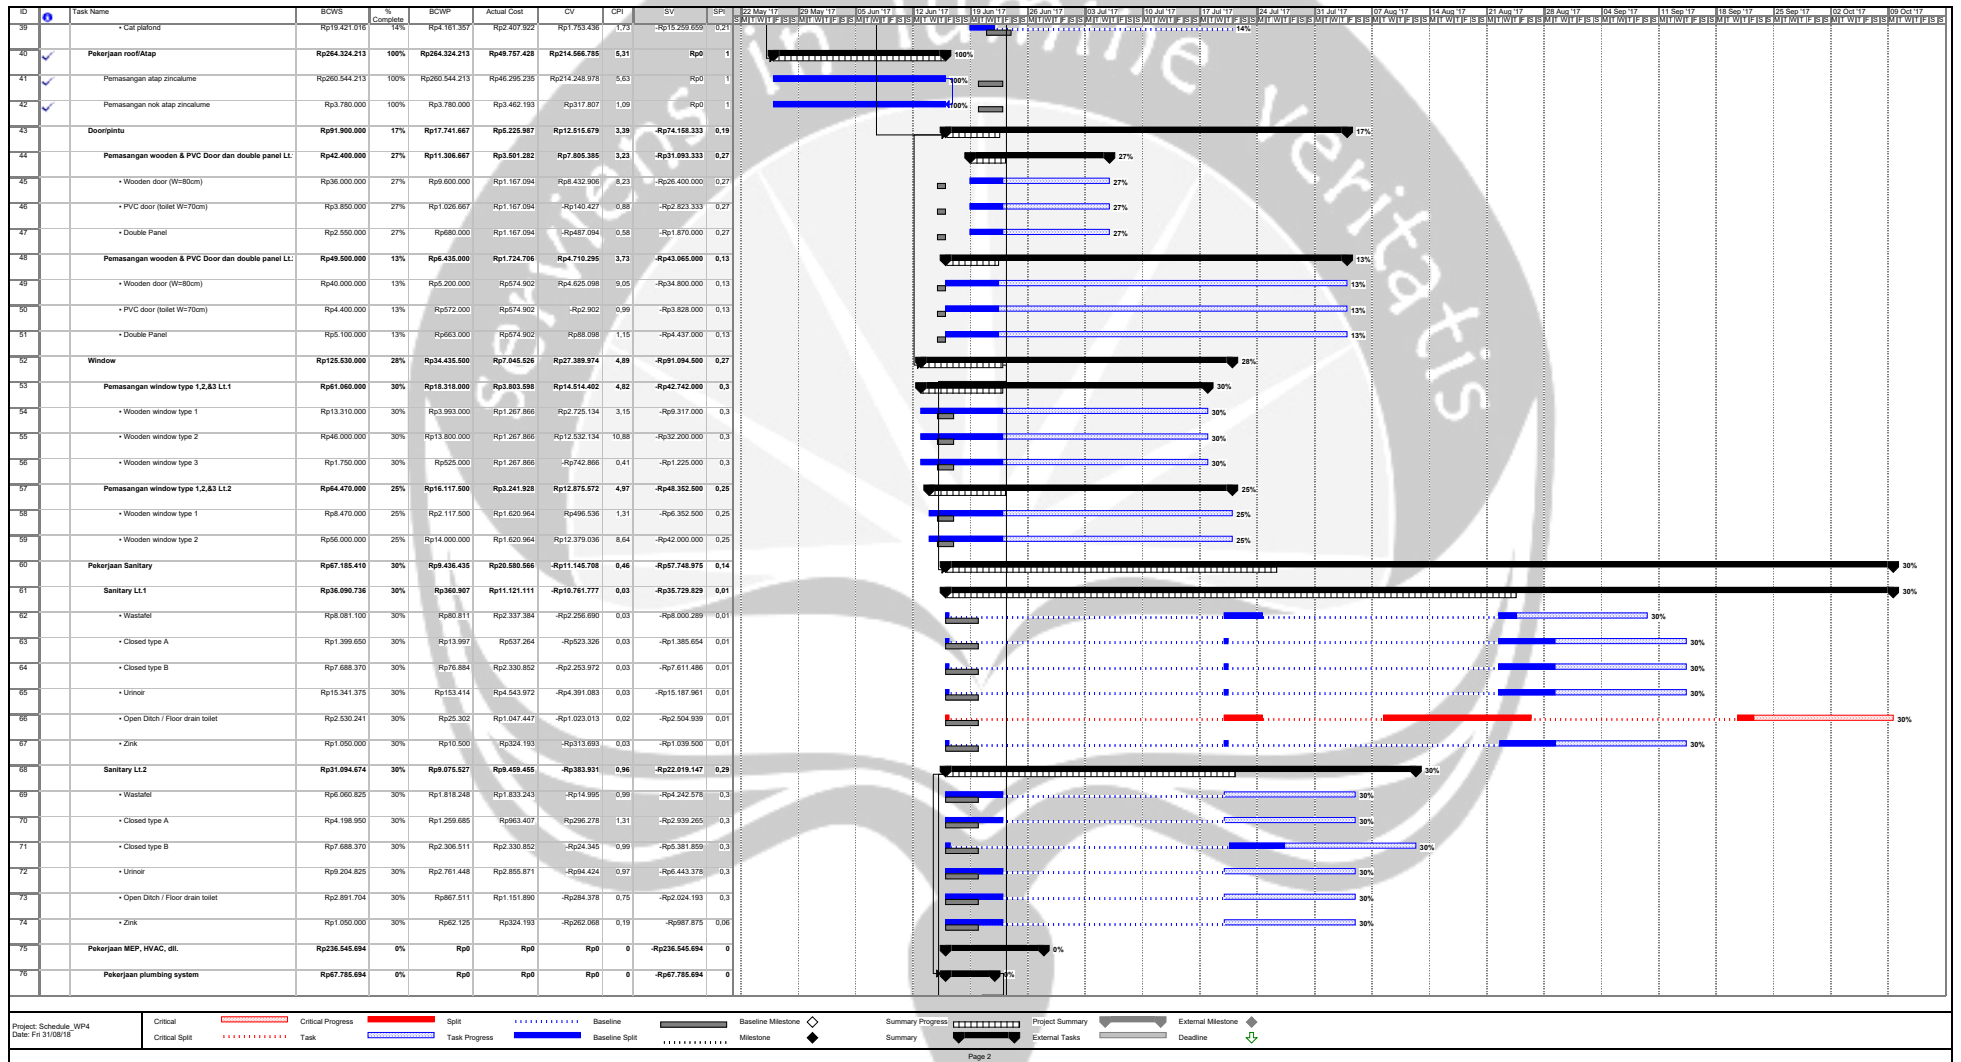 ID Task Name BCWS % Complete BCWP Actual Cost CV CPI SV SPI 22 May '17 29 May '17 05 Jun '17 12 Jun '17 19 Jun '17 26 Jun '17 03 Jul '17 10 Jul '17 17 Jul '17 24 Jul '17 31 Jul '17 07 Aug '17 14 Aug '17 21 Aug '17 28 Aug '17 04 Sep '17 11 Sep '17 18 Sep '17 25 Sep '17 02 Oct '17 09 Oct '17
39 • Cat plafond Rp19.421.016 14% Rp4.161.357 Rp2.407.922 Rp1.753.436 1,73 -Rp15.259.659 0,21 14%
40 Pekerjaan roof/Atap Rp264.324.213 100% Rp264.324.213 Rp49.757.428 Rp214.566.785 5,31 Rp0 1 100%
41 Pemasangan atap zincalume Rp260.544.213 100% Rp260.544.213 Rp46.295.235 Rp214.248.978 5,63 Rp0 1 100%
42 Pemasangan nok atap zincalume Rp3.780.000 100% Rp3.780.000 Rp3.462.193 Rp317.807 1,09 Rp0 1 100%
43 Door/pintu Rp91.900.000 17% Rp17.741.667 Rp5.225.987 Rp12.515.679 3,39 -Rp74.158.333 0,19 17%
44 Pemasangan wooden & PVC Door dan double panel Lt. Rp42.400.000 27% Rp11.306.667 Rp3.501.282 Rp7.805.385 3,23 -Rp31.093.333 0,27 27%
45 • Wooden door (W=80cm) Rp36.000.000 27% Rp9.600.000 Rp1.167.094 Rp8.432.906 8,23 -Rp26.400.000 0,27 27%
46 • PVC door (toilet W=70cm) Rp3.850.000 27% Rp1.026.667 Rp1.167.094 -Rp140.427 0,88 -Rp2.823.333 0,27 27%
47 • Double Panel Rp2.550.000 27% Rp680.000 Rp1.167.094 -Rp487.094 0,58 -Rp1.870.000 0,27 27%
48 Pemasangan wooden & PVC Door dan double panel Lt. Rp49.500.000 13% Rp6.435.000 Rp1.724.706 Rp4.710.295 3,73 -Rp43.065.000 0,13 13%
49 • Wooden door (W=80cm) Rp40.000.000 13% Rp5.200.000 Rp574.902 Rp4.625.098 9,05 -Rp34.800.000 0,13 13%
50 • PVC door (toilet W=70cm) Rp4.400.000 13% Rp572.000 Rp574.902 -Rp2.902 0,99 -Rp3.828.000 0,13 13%
51 • Double Panel Rp5.100.000 13% Rp663.000 Rp574.902 Rp88.098 1,15 -Rp4.437.000 0,13 13%
52 Window Rp125.530.000 28% Rp34.435.500 Rp7.045.526 Rp27.389.974 4,89 -Rp91.094.500 0,27 28%
53 Pemasangan window type 1,2,&3 Lt.1 Rp61.060.000 30% Rp18.318.000 Rp3.803.598 Rp14.514.402 4,82 -Rp42.742.000 0,3 30%
54 • Wooden window type 1 Rp13.310.000 30% Rp3.993.000 Rp1.267.866 Rp2.725.134 3,15 -Rp9.317.000 0,3 30%
55 • Wooden window type 2 Rp46.000.000 30% Rp13.800.000 Rp1.267.866 Rp12.532.134 10,88 -Rp32.200.000 0,3 30%
56 • Wooden window type 3 Rp1.750.000 30% Rp525.000 Rp1.267.866 -Rp742.866 0,41 -Rp1.225.000 0,3 30%
57 Pemasangan window type 1,2,&3 Lt.2 Rp64.470.000 25% Rp16.117.500 Rp3.241.928 Rp12.875.572 4,97 -Rp48.352.500 0,25 25%
58 • Wooden window type 1 Rp8.470.000 25% Rp2.117.500 Rp1.620.964 Rp496.536 1,31 -Rp6.352.500 0,25 25%
59 • Wooden window type 2 Rp56.000.000 25% Rp14.000.000 Rp1.620.964 Rp12.379.036 8,64 -Rp42.000.000 0,25 25%
60 Pekerjaan Sanitary Rp67.185.410 30% Rp9.436.435 Rp20.580.566 -Rp11.145.708 0,46 -Rp57.748.975 0,14 30%
61 Sanitary Lt.1 Rp36.090.736 30% Rp360.907 Rp11.121.111 -Rp10.761.777 0,03 -Rp35.729.829 0,01 30%
62 • Wastafel Rp8.081.100 30% Rp80.811 Rp2.337.384 -Rp2.256.690 0,03 -Rp8.000.289 0,01 30%
63 • Closed type A Rp1.399.650 30% Rp13.997 Rp537.264 -Rp523.326 0,03 -Rp1.385.654 0,01 30%
64 • Closed type B Rp7.688.370 30% Rp76.884 Rp2.330.852 -Rp2.253.972 0,03 -Rp7.611.486 0,01 30%
65 • Urinoir Rp15.341.375 30% Rp153.414 Rp4.543.972 -Rp4.391.083 0,03 -Rp15.187.961 0,01 30%
66 • Open Ditch / Floor drain toilet Rp2.530.241 30% Rp25.302 Rp1.047.447 -Rp1.023.013 0,02 -Rp2.504.939 0,01 30%
67 • Zink Rp1.050.000 30% Rp10.500 Rp324.193 -Rp313.693 0,03 -Rp1.039.500 0,01 30%
68 Sanitary Lt.2 Rp31.094.674 30% Rp9.075.527 Rp9.459.455 -Rp383.931 0,96 -Rp22.019.147 0,29 30%
69 • Wastafel Rp6.060.825 30% Rp1.818.248 Rp1.833.243 -Rp14.995 0,99 -Rp4.242.578 0,3 30%
70 • Closed type A Rp4.198.950 30% Rp1.259.685 Rp963.407 Rp296.278 1,31 -Rp2.939.265 0,3 30%
71 • Closed type B Rp7.688.370 30% Rp2.306.511 Rp2.330.852 -Rp24.345 0,99 -Rp5.381.859 0,3 30%
72 • Urinoir Rp9.204.825 30% Rp2.761.448 Rp2.855.871 -Rp94.424 0,97 -Rp6.443.378 0,3 30%
73 • Open Ditch / Floor drain toilet Rp2.891.704 30% Rp867.511 Rp1.151.890 -Rp284.378 0,75 -Rp2.024.193 0,3 30%
74 • Zink Rp1.050.000 30% Rp62.125 Rp324.193 -Rp262.068 0,19 -Rp987.875 0,06 30%
75 Pekerjaan MEP, HVAC, dll. Rp236.545.694 0% Rp0 Rp0 Rp0 0 -Rp236.545.694 0 0%
76 Pekerjaan plumbing system Rp67.785.694 0% Rp0 Rp0 Rp0 0 -Rp67.785.694 0 0%
serviens in lumine veritatis
Project: Schedule_WP4
Date: Fri 31/08/18
Critical Critical Progress Split Baseline Baseline Milestone Summary Progress Project Summary External Milestone
Critical Split Task Task Progress Baseline Split Milestone Summary External Tasks Deadline
Page 2